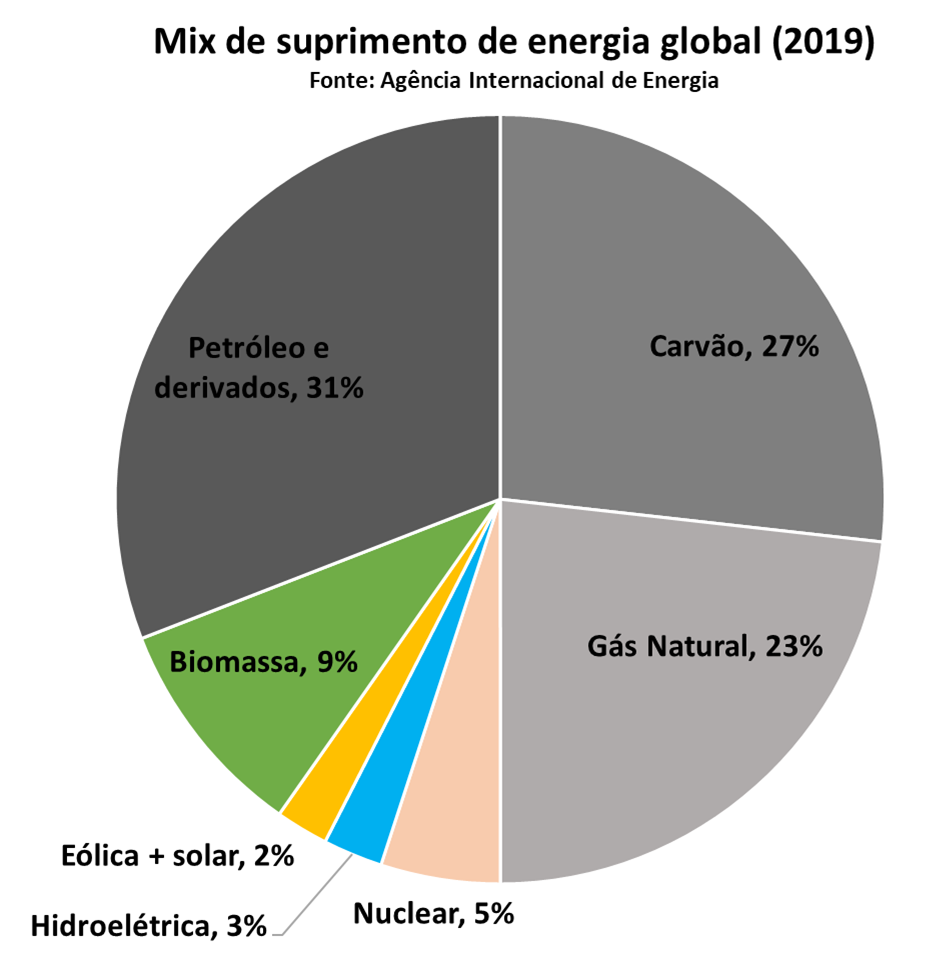 Mix de suprimento de energia global (2019)
Fonte: Agência Internacional de Energia
Petróleo e
derivados, 31%
Carvão, 27%
Gás Natural, 23%
Biomassa, 9%
Eólica + solar, 2%
Hidroelétrica, 3%
Nuclear, 5%